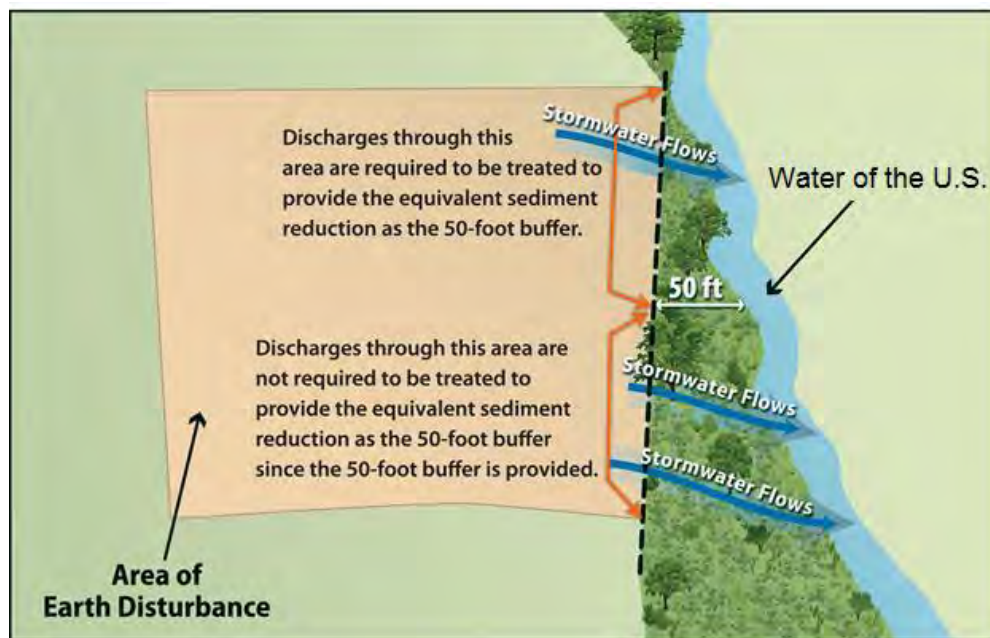 Discharges through this
area are required to be treated to
provide the equivalent sediment
reduction as the 50-foot buffer.
Stormwater Flows
Water of the U.S.
50 ft
Discharges through this area are
not required to be treated to
provide the equivalent sediment
reduction as the 50-foot buffer
since the 50-foot buffer is provided.
Stormwater Flows
Stormwater Flows
Area of
Earth Disturbance